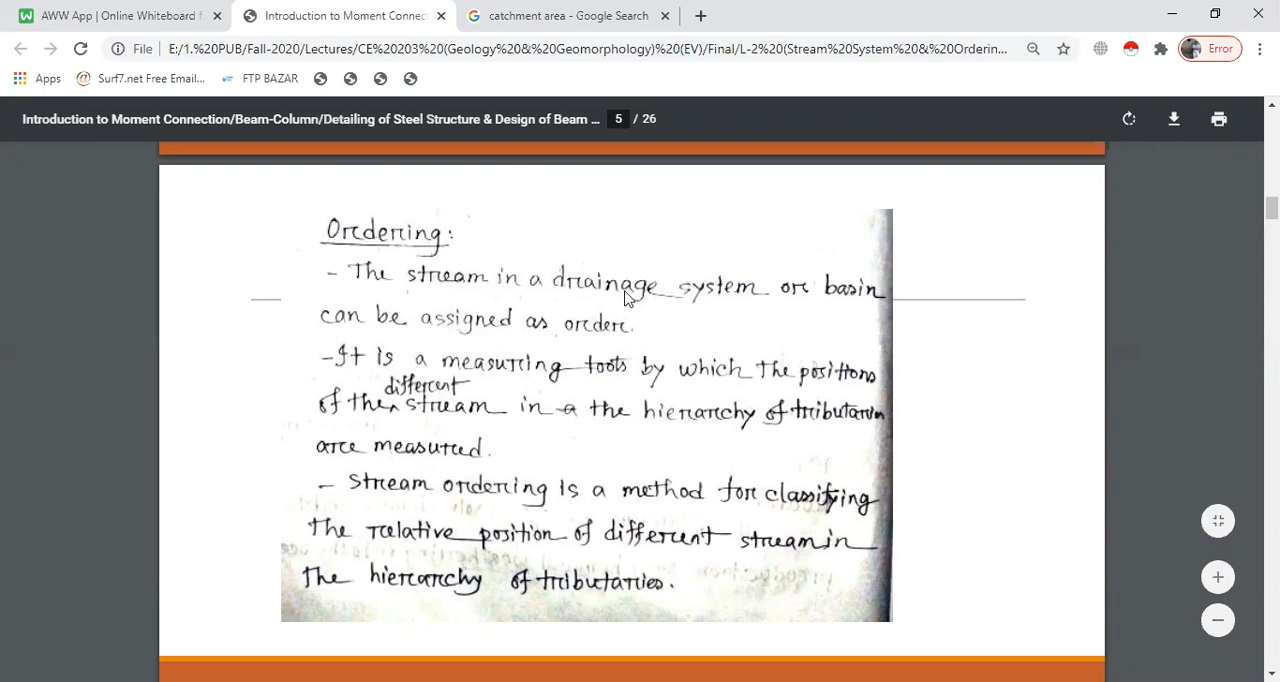 AWW App | Online Whiteboard f
Introduction to Moment Connect
catchment area - Google Search
File
E:/1.%20PUB/Fall-2020/Lectures/CE%20203%20(Geology%20&%20Geomorphology)%20(EV)/Final/L-2%20(Stream%20System%20&%20Orderin...
Error
Apps
Surf7.net Free Email...
FTP BAZAR
Introduction to Moment Connection/Beam-Column/Detailing of Steel Structure & Design of Beam ...
5 / 26
Ordering:
- The stream in a drainage system or basin
can be assigned as order.
- It is a measuring tools by which the positions
different
of the ^ stream in a the hierarchy of tributaries
are measured.
- Stream ordering is a method for classifying
the relative position of different stream in
the hierarchy of tributaries.